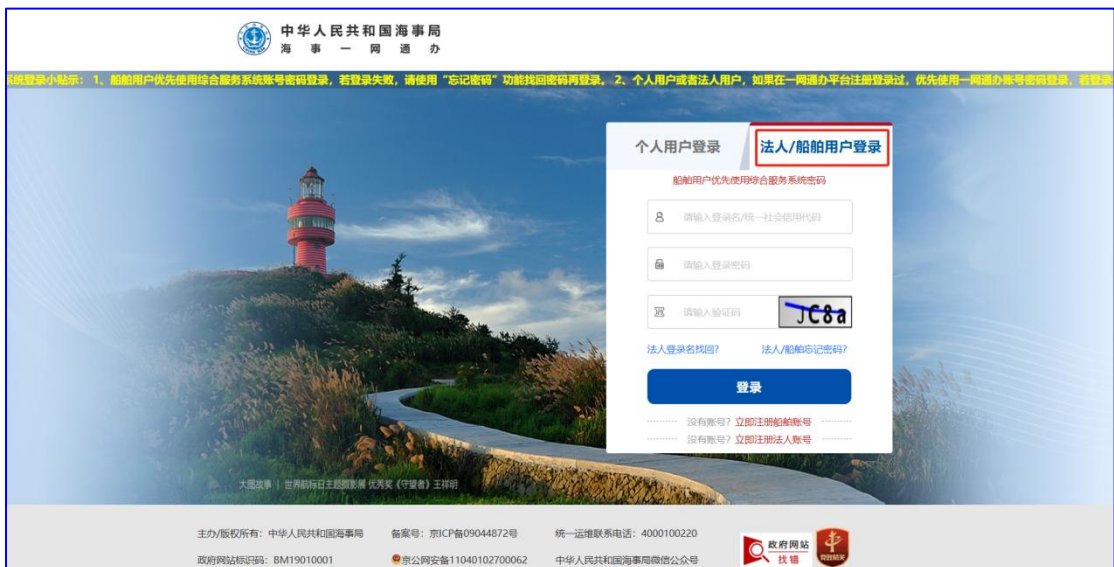 中华人民共和国海事局
海事一网通办
系统登录小贴示： 1、船舶用户优先使用综合服务系统账号密码登录，若登录失败，请使用“忘记密码”功能找回密码再登录。 2、个人用户或者法人用户，如果在一网通办平台注册登录过，优先使用一网通办账号密码登录，若登录
个人用户登录 法人/船舶用户登录
船舶用户优先使用综合服务系统密码
请输入登录名/统一社会信用代码
请输入登录密码
请输入验证码 JC8a
法人登录名找回? 法人/船舶忘记密码?
登录
没有账号? 立即注册船舶账号
没有账号? 立即注册法人账号
大图故事 | 世界航标日主题摄影展 优秀奖《守望者》王祥明
主办/版权所有：中华人民共和国海事局 备案号：京ICP备09044872号 统一运维联系电话：4000100220
政府网站标识码：BM19010001 京公网安备11040102700062 中华人民共和国海事局微信公众号
政府网站
找错
党政机关